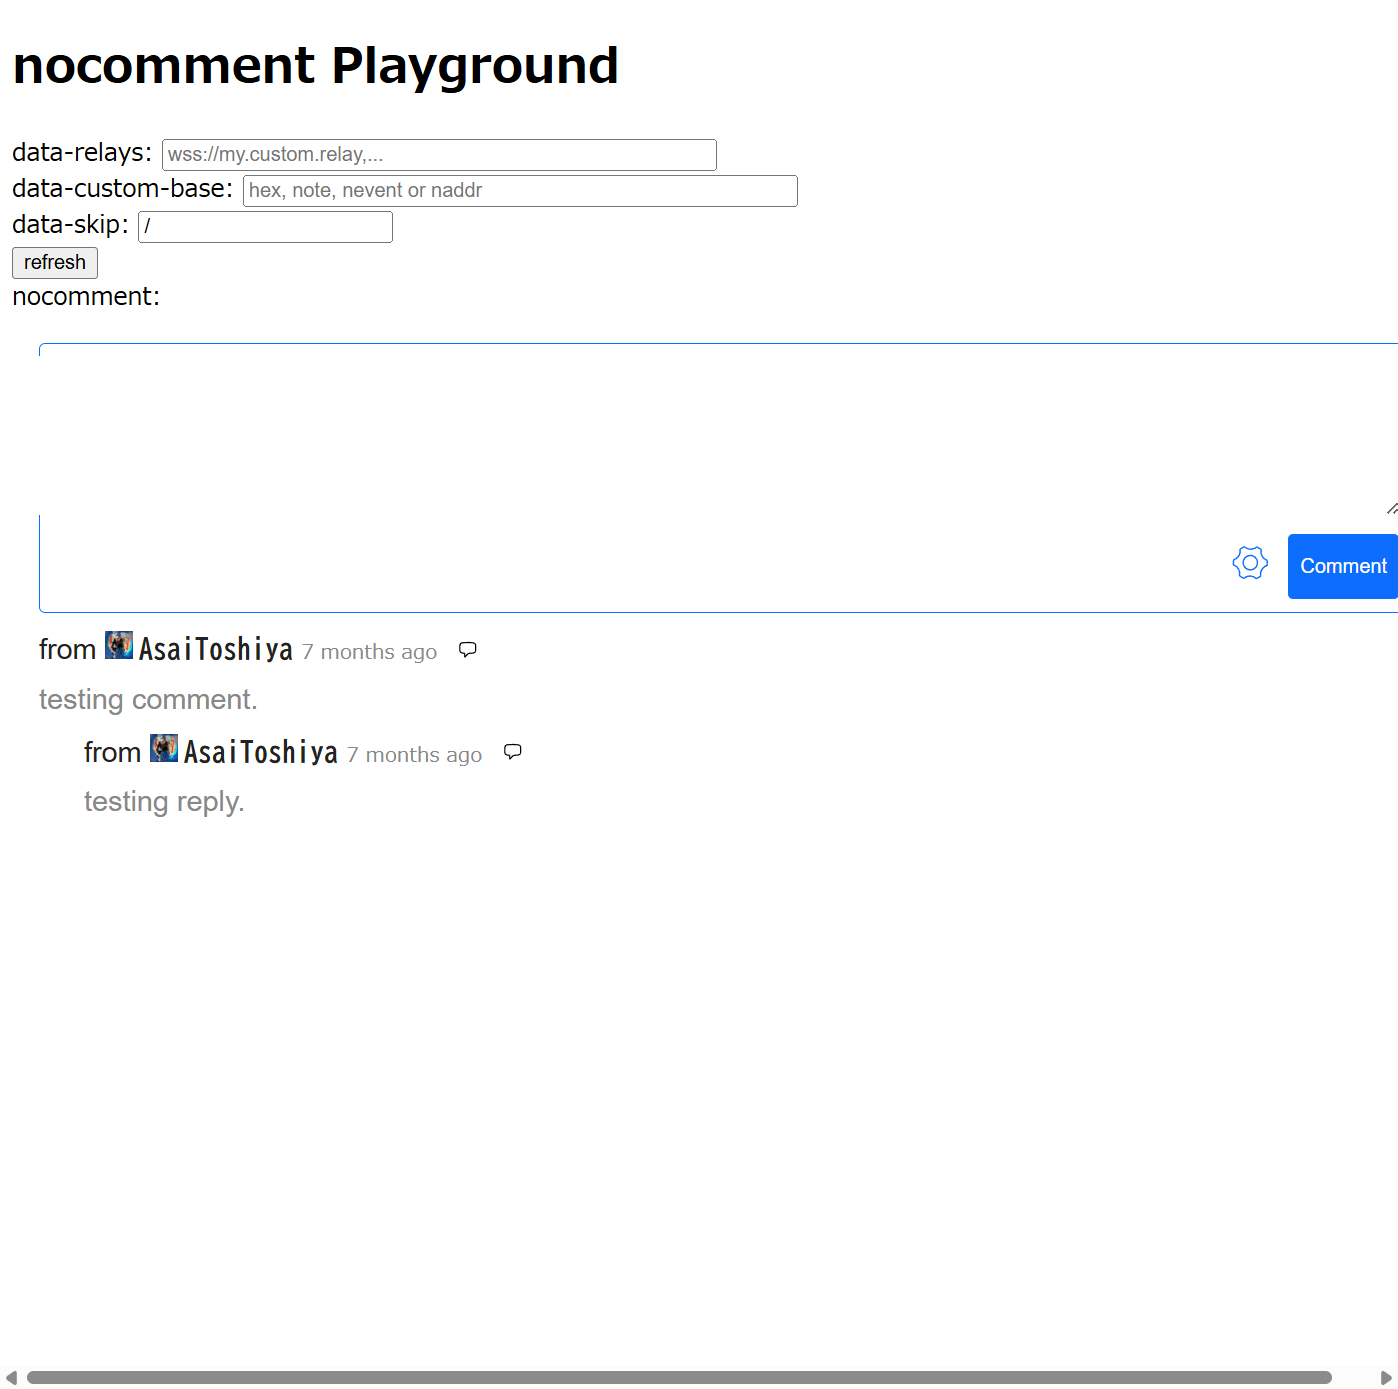 nocomment Playground
data-relays: wss://my.custom.relay,...
data-custom-base: hex, note, nevent or naddr
data-skip: /
refresh
nocomment:
Comment
from AsaiToshiya 7 months ago
testing comment.
from AsaiToshiya 7 months ago
testing reply.